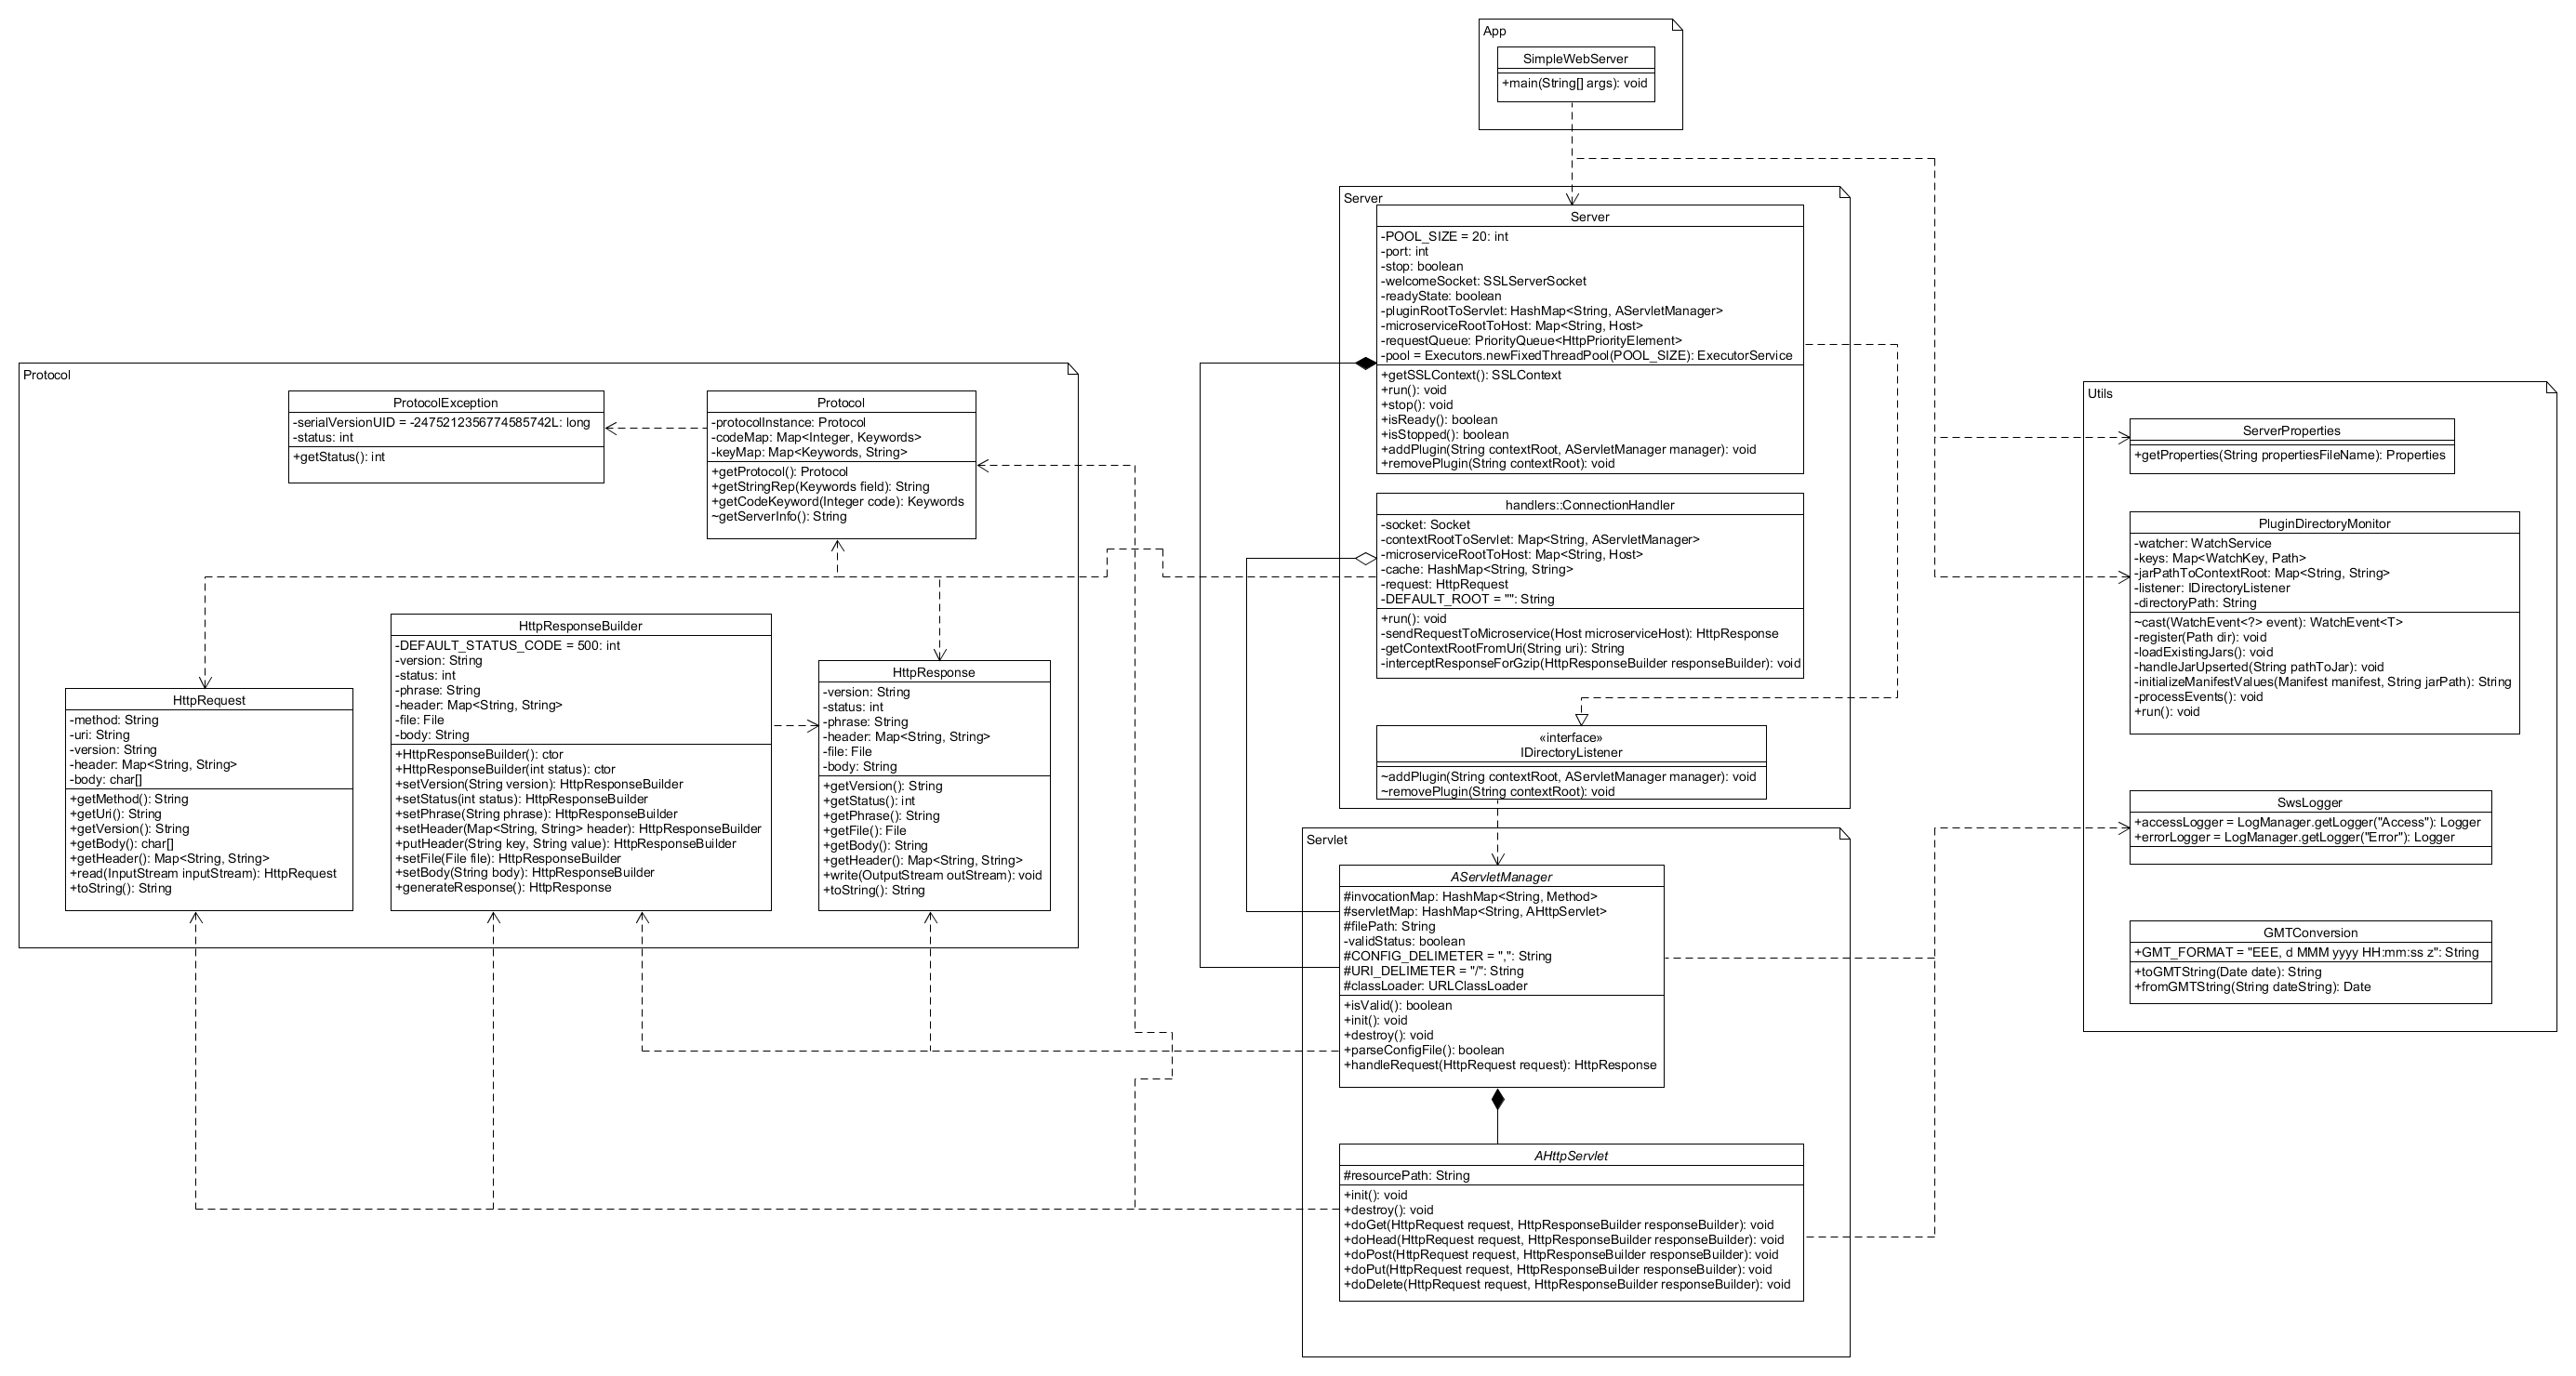 App
SimpleWebServer
+main(String[] args): void
Server
Server
-POOL_SIZE = 20: int
-port: int
-stop: boolean
-welcomeSocket: SSLServerSocket
-readyState: boolean
-pluginRootToServlet: HashMap<String, AServletManager>
-microserviceRootToHost: Map<String, Host>
-requestQueue: PriorityQueue<HttpPriorityElement>
-pool = Executors.newFixedThreadPool(POOL_SIZE): ExecutorService
+getSSLContext(): SSLContext
+run(): void
+stop(): void
+isReady(): boolean
+isStopped(): boolean
+addPlugin(String contextRoot, AServletManager manager): void
+removePlugin(String contextRoot): void
handlers::ConnectionHandler
-socket: Socket
-contextRootToServlet: Map<String, AServletManager>
-microserviceRootToHost: Map<String, Host>
-cache: HashMap<String, String>
-request: HttpRequest
-DEFAULT_ROOT = "": String
+run(): void
-sendRequestToMicroservice(Host microserviceHost): HttpResponse
-getContextRootFromUri(String uri): String
-interceptResponseForGzip(HttpResponseBuilder responseBuilder): void
«interface»
IDirectoryListener
~addPlugin(String contextRoot, AServletManager manager): void
~removePlugin(String contextRoot): void
Protocol
ProtocolException
-serialVersionUID = -2475212356774585742L: long
-status: int
+getStatus(): int
Protocol
-protocolInstance: Protocol
-codeMap: Map<Integer, Keywords>
-keyMap: Map<Keywords, String>
+getProtocol(): Protocol
+getStringRep(Keywords field): String
+getCodeKeyword(Integer code): Keywords
~getServerInfo(): String
HttpRequest
-method: String
-uri: String
-version: String
-header: Map<String, String>
-body: char[]
+getMethod(): String
+getUri(): String
+getVersion(): String
+getBody(): char[]
+getHeader(): Map<String, String>
+read(InputStream inputStream): HttpRequest
+toString(): String
HttpResponseBuilder
-DEFAULT_STATUS_CODE = 500: int
-version: String
-status: int
-phrase: String
-header: Map<String, String>
-file: File
-body: String
+HttpResponseBuilder(): ctor
+HttpResponseBuilder(int status): ctor
+setVersion(String version): HttpResponseBuilder
+setStatus(int status): HttpResponseBuilder
+setPhrase(String phrase): HttpResponseBuilder
+setHeader(Map<String, String> header): HttpResponseBuilder
+putHeader(String key, String value): HttpResponseBuilder
+setFile(File file): HttpResponseBuilder
+setBody(String body): HttpResponseBuilder
+generateResponse(): HttpResponse
HttpResponse
-version: String
-status: int
-phrase: String
-header: Map<String, String>
-file: File
-body: String
+getVersion(): String
+getStatus(): int
+getPhrase(): String
+getFile(): File
+getBody(): String
+getHeader(): Map<String, String>
+write(OutputStream outStream): void
+toString(): String
Utils
ServerProperties
+getProperties(String propertiesFileName): Properties
PluginDirectoryMonitor
-watcher: WatchService
-keys: Map<WatchKey, Path>
-jarPathToContextRoot: Map<String, String>
-listener: IDirectoryListener
-directoryPath: String
~cast(WatchEvent<?> event): WatchEvent<T>
-register(Path dir): void
-loadExistingJars(): void
-handleJarUpserted(String pathToJar): void
-initializeManifestValues(Manifest manifest, String jarPath): String
-processEvents(): void
+run(): void
SwsLogger
+accessLogger = LogManager.getLogger("Access"): Logger
+errorLogger = LogManager.getLogger("Error"): Logger
GMTConversion
+GMT_FORMAT = "EEE, d MMM yyyy HH:mm:ss z": String
+toGMTString(Date date): String
+fromGMTString(String dateString): Date
Servlet
AServletManager
#invocationMap: HashMap<String, Method>
#servletMap: HashMap<String, AHttpServlet>
#filePath: String
-validStatus: boolean
#CONFIG_DELIMETER = ",": String
#URI_DELIMETER = "/": String
#classLoader: URLClassLoader
+isValid(): boolean
+init(): void
+destroy(): void
+parseConfigFile(): boolean
+handleRequest(HttpRequest request): HttpResponse
AHttpServlet
#resourcePath: String
+init(): void
+destroy(): void
+doGet(HttpRequest request, HttpResponseBuilder responseBuilder): void
+doHead(HttpRequest request, HttpResponseBuilder responseBuilder): void
+doPost(HttpRequest request, HttpResponseBuilder responseBuilder): void
+doPut(HttpRequest request, HttpResponseBuilder responseBuilder): void
+doDelete(HttpRequest request, HttpResponseBuilder responseBuilder): void